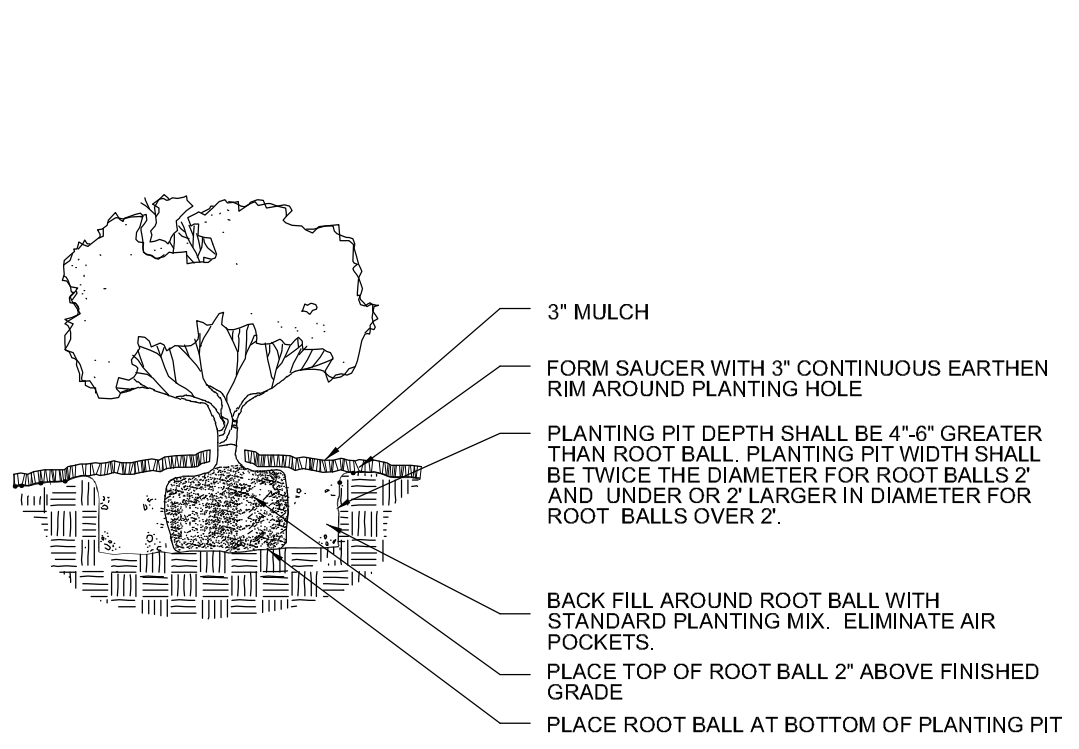 3" MULCH
FORM SAUCER WITH 3" CONTINUOUS EARTHEN
RIM AROUND PLANTING HOLE
PLANTING PIT DEPTH SHALL BE 4"-6" GREATER
THAN ROOT BALL. PLANTING PIT WIDTH SHALL
BE TWICE THE DIAMETER FOR ROOT BALLS 2'
AND  UNDER OR 2' LARGER IN DIAMETER FOR
ROOT  BALLS OVER 2'.
BACK FILL AROUND ROOT BALL WITH
STANDARD PLANTING MIX.  ELIMINATE AIR
POCKETS.
PLACE TOP OF ROOT BALL 2" ABOVE FINISHED
GRADE
PLACE ROOT BALL AT BOTTOM OF PLANTING PIT